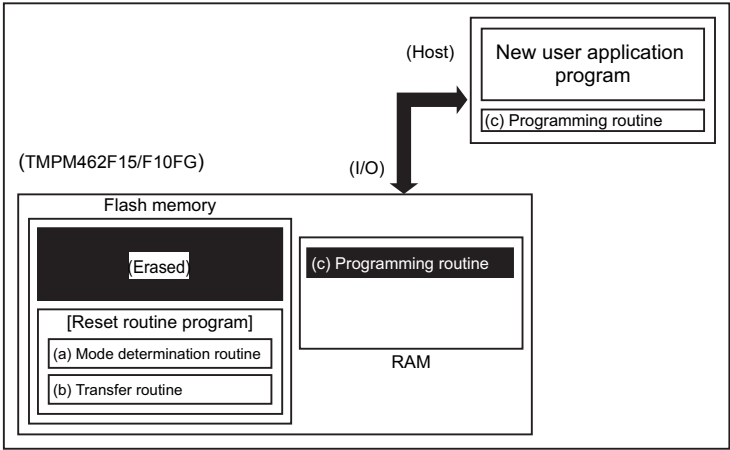 (Host)
New user application
program
(c) Programming routine
(TMPM462F15/F10FG)
(I/O)
Flash memory
(Erased)
(c) Programming routine
[Reset routine program]
(a) Mode determination routine
(b) Transfer routine
RAM